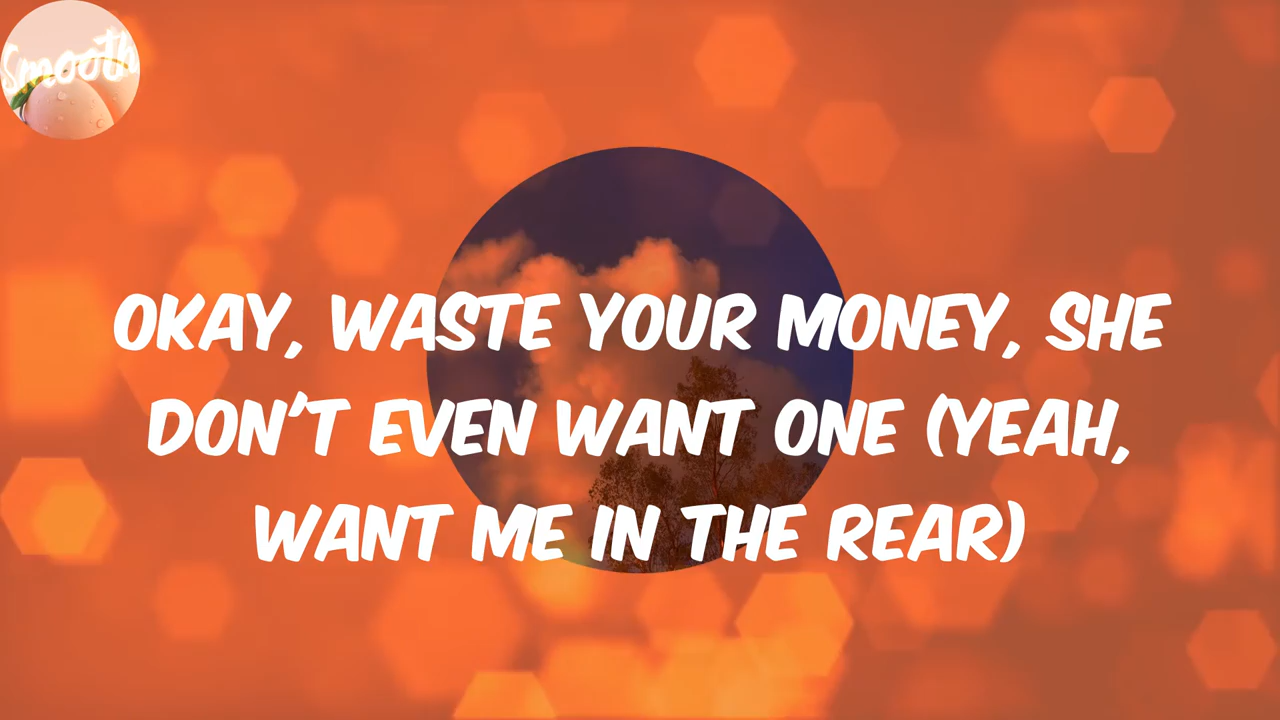 Smooth
OKAY, WASTE YOUR MONEY, SHE
DON'T EVEN WANT ONE (YEAH,
WANT ME IN THE REAR)